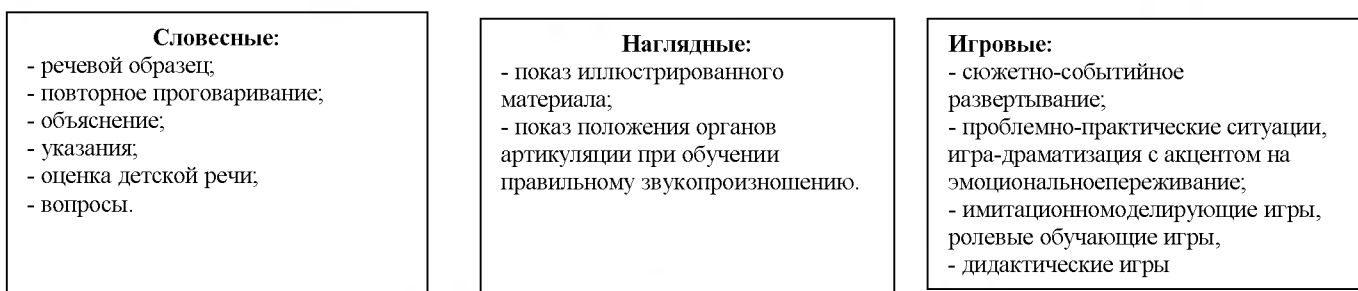 Словесные:
- речевой образец;
- повторное проговаривание;
- объяснение;
- указания;
- оценка детской речи;
- вопросы.
Наглядные:
- показ иллюстрированного
материала;
- показ положения органов
артикуляции при обучении
правильному звукопроизношению.
Игровые:
- сюжетно-событийное
развертывание;
- проблемно-практические ситуации,
игра-драматизация с акцентом на
эмоциональноепереживание;
- имитационномоделирующие игры,
ролевые обучающие игры,
- дидактические игры